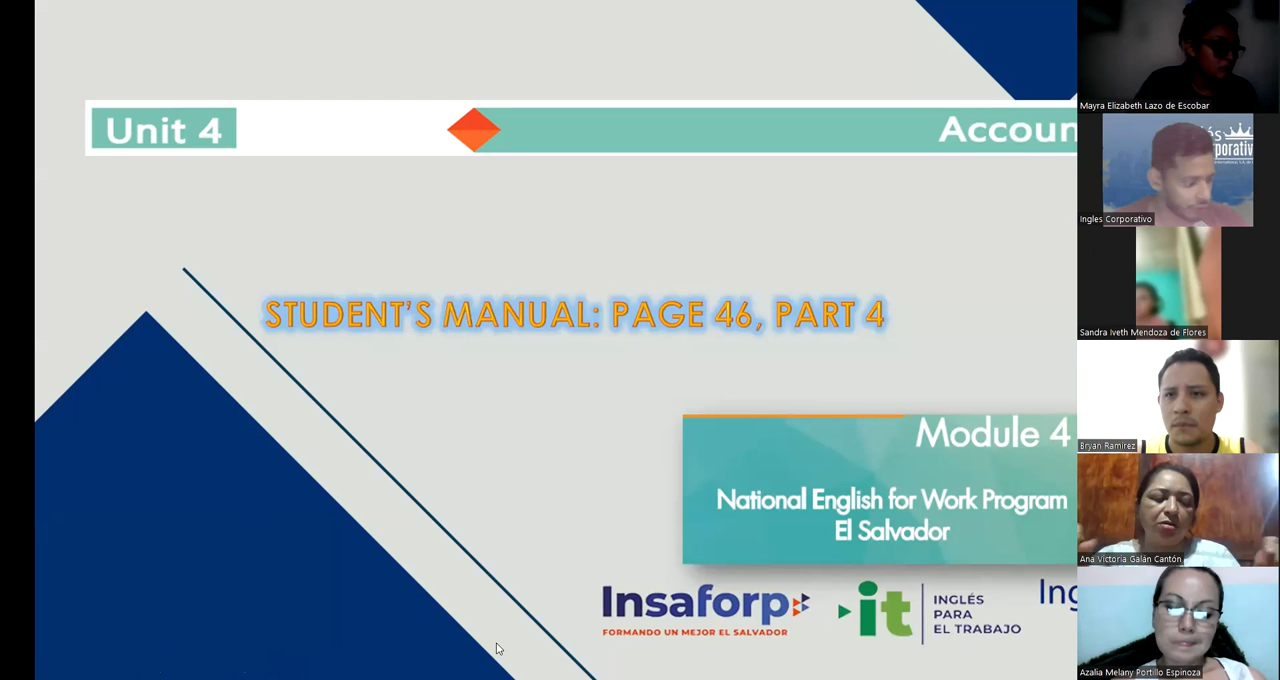 Unit 4
Accoun
STUDENT'S MANUAL: PAGE 46, PART 4
Module 4
National English for Work Program
El Salvador
Insaforp
FORMANDO UN MEJOR EL SALVADOR
it
INGLÉS
PARA
EL TRABAJO
Ing
Mayra Elizabeth Lazo de Escobar
és
rporativ
Ingles Corporativo
Sandra Iveth Mendoza de Flores
Bryan Ramirez
Ana Victoria Galán Cantón
Azalia Melany Portillo Espinoza